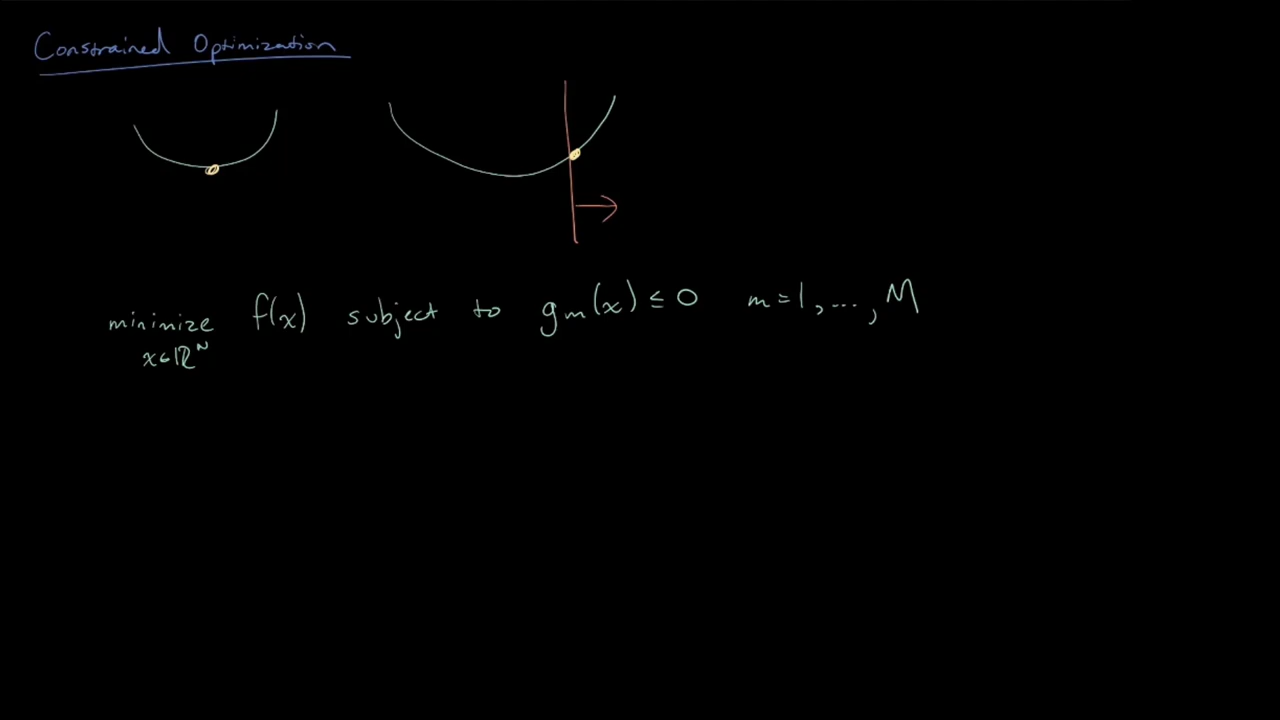 Constrained Optimization
minimize f(x) subject to gm(x) ≤ 0 m = 1, ..., M
x∈ℝᴺ